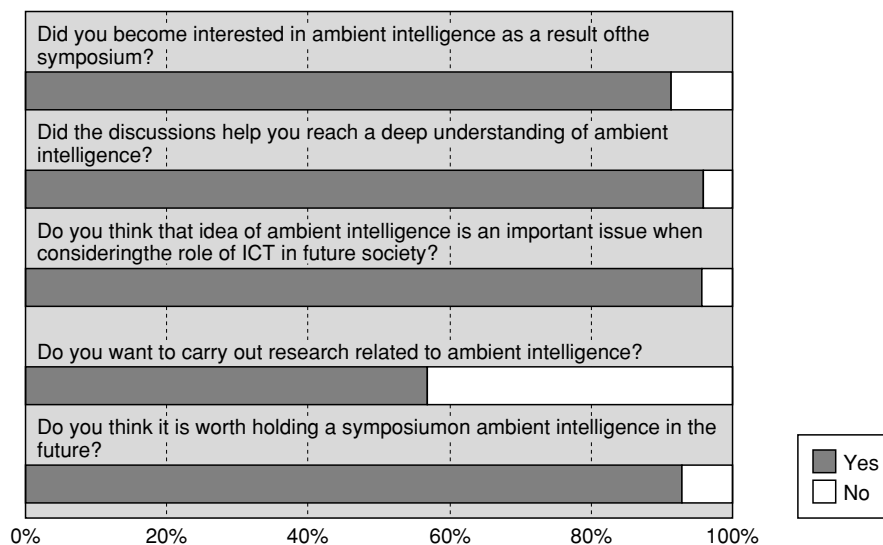 Did you become interested in ambient intelligence as a result ofthe
symposium?
Did the discussions help you reach a deep understanding of ambient
intelligence?
Do you think that idea of ambient intelligence is an important issue when
consideringthe role of ICT in future society?
Do you want to carry out research related to ambient intelligence?
Do you think it is worth holding a symposiumon ambient intelligence in the
future?
Yes
No
0% 20% 40% 60% 80% 100%